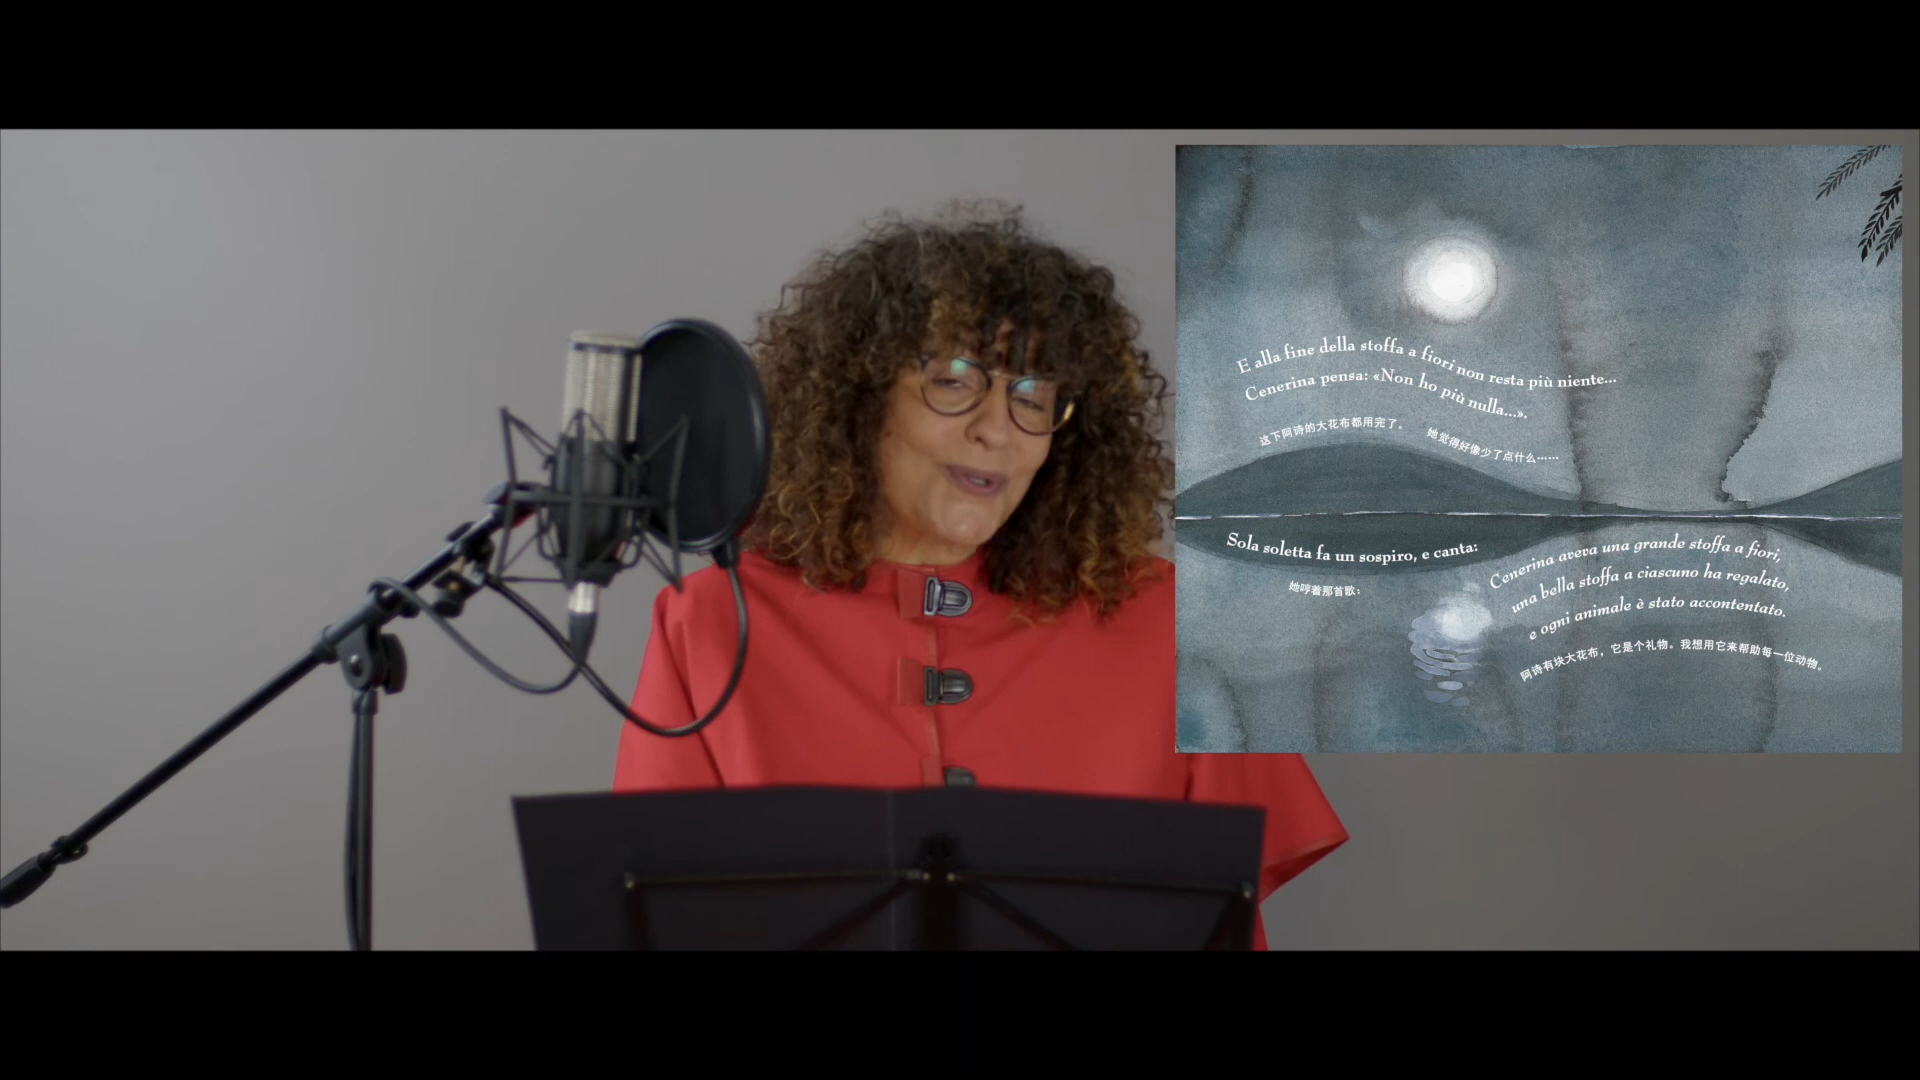 E alla fine della stoffa a fiori non resta più niente...
Cenerina pensa: «Non ho più nulla...».
这下阿诗的大花布都用完了。 她觉得好像少了点什么……
Sola soletta fa un sospiro, e canta:
她哼着那首歌：
Cenerina aveva una grande stoffa a fiori,
una bella stoffa a ciascuno ha regalato,
e ogni animale è stato accontentato.
阿诗有块大花布，它是个礼物。我想用它来帮助每一位动物。